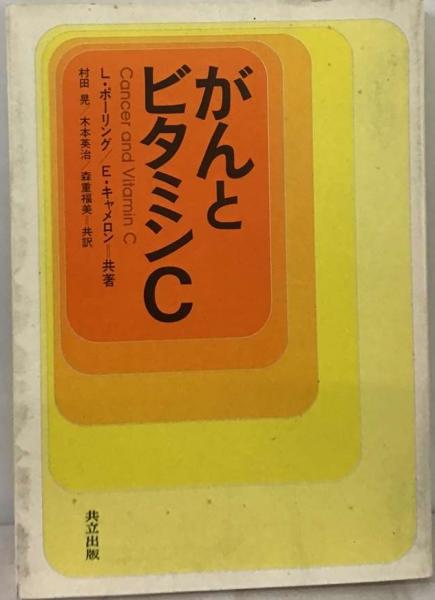 がんと
ビタミンC
Cancer and Vitamin C
L・ポーリング/E・キャメロン=共著
村田 晃/木本英治/森重福美=共訳
共立出版